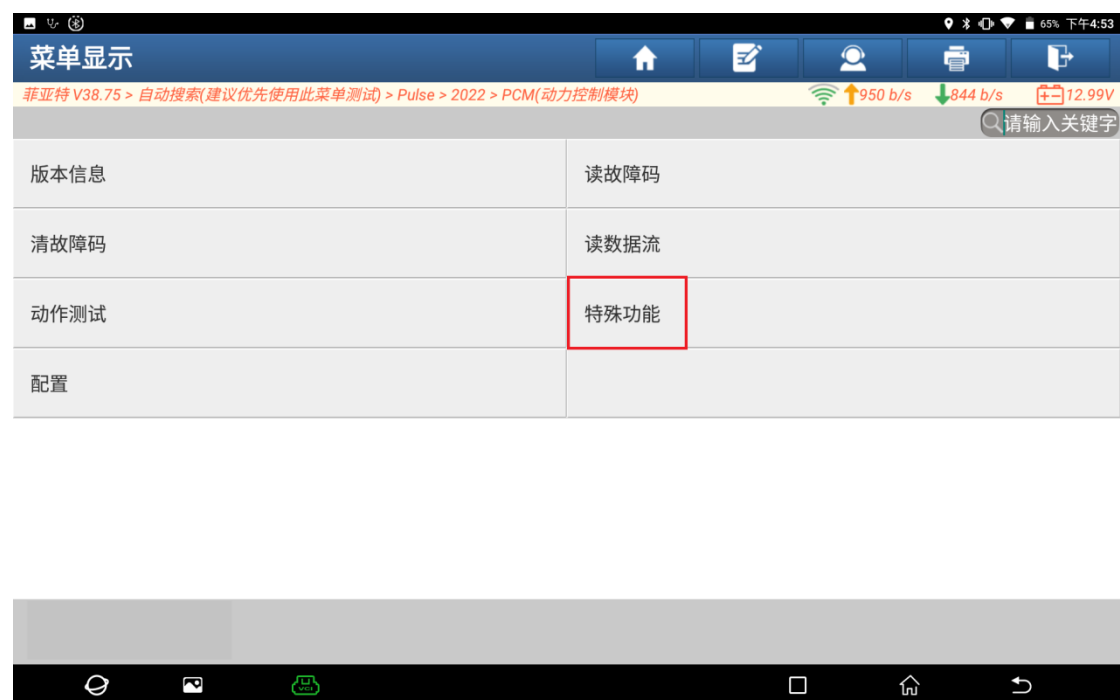 65% 下午4:53
菜单显示
菲亚特 V38.75 > 自动搜索(建议优先使用此菜单测试) > Pulse > 2022 > PCM(动力控制模块) 950 b/s 844 b/s 12.99V
请输入关键字
版本信息 读故障码
清故障码 读数据流
动作测试 特殊功能
配置
VCI